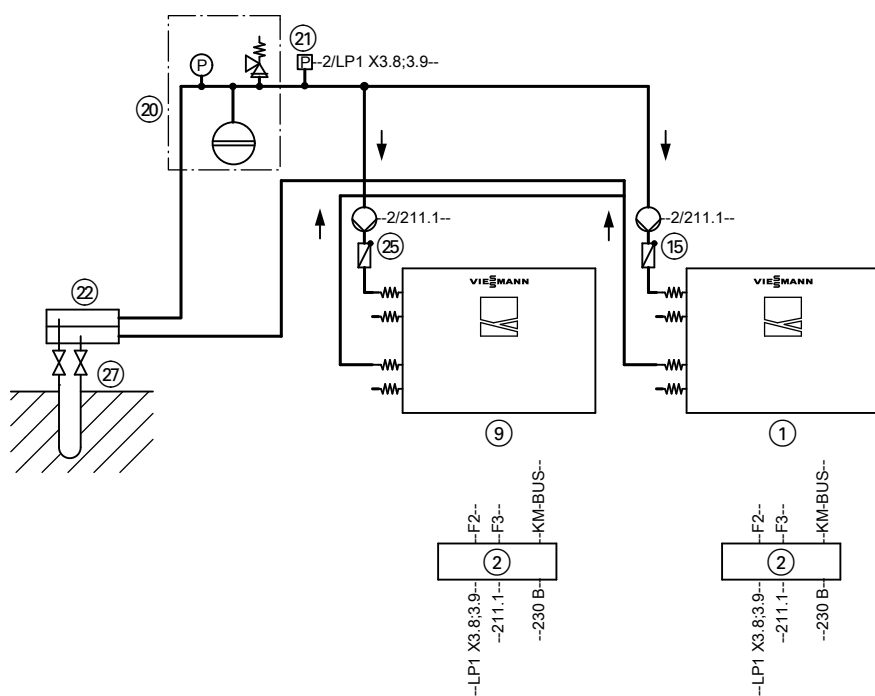 21
P
P--2/LP1 X3.8;3.9--
20
--2/211.1--
--2/211.1--
25
15
VIESMANN
VIESMANN
22
27
9
1
F2--
F3--
KM-BUS--
F2--
F3--
KM-BUS--
2
2
--LP1 X3.8;3.9--
--211.1--
--230 B--
--LP1 X3.8;3.9--
--211.1--
--230 B--